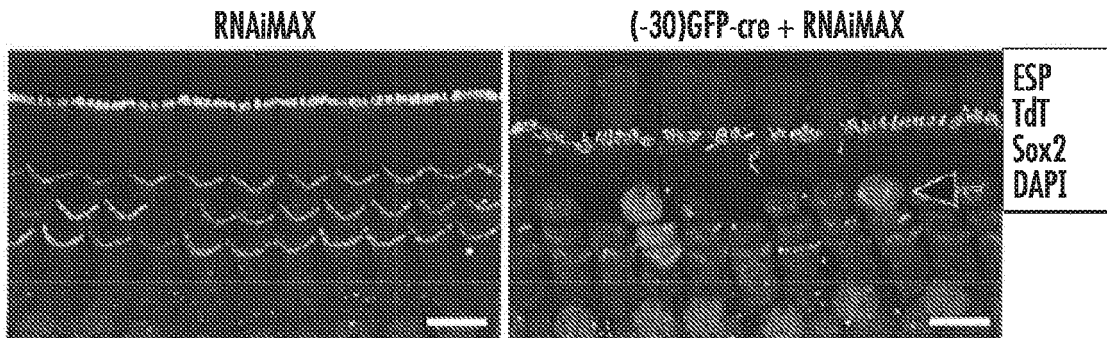 RNAiMAX
(-30)GFP-cre + RNAiMAX
ESP
TdT
Sox2
DAPI